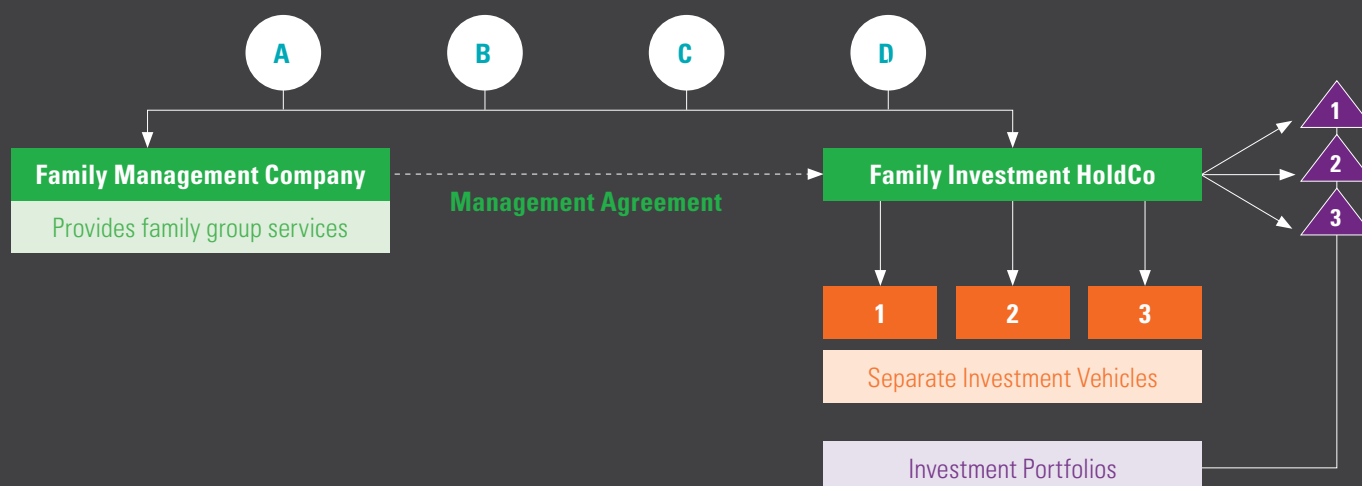 A
B
C
D
Family Management Company
Provides family group services
Management Agreement
Family Investment HoldCo
1
2
3
1
2
3
Separate Investment Vehicles
Investment Portfolios